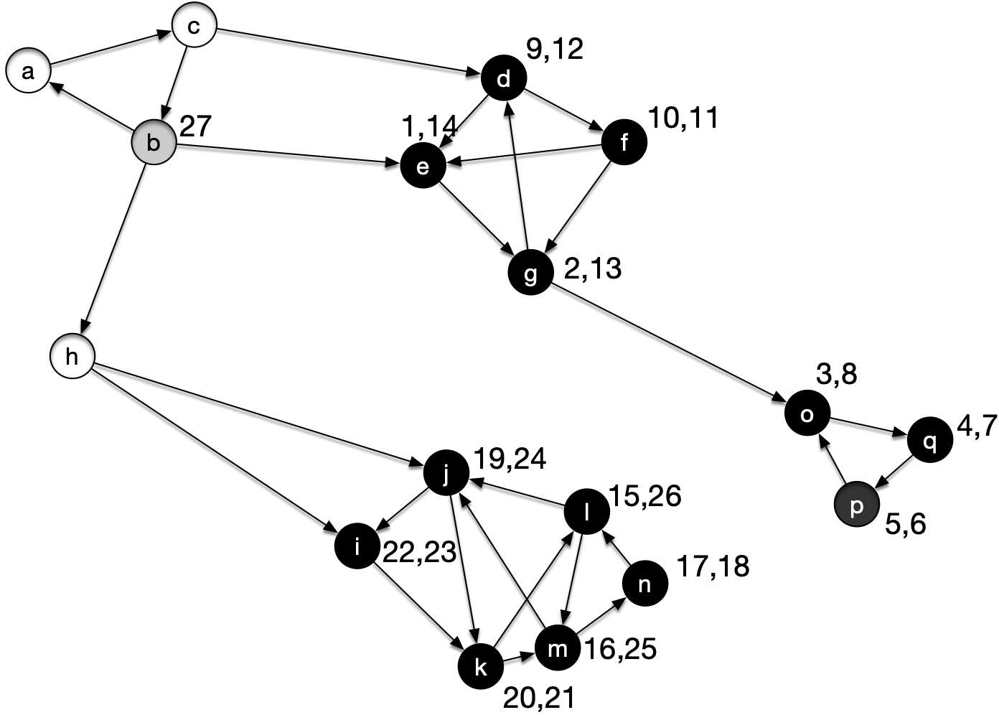 c
a
9,12
d
1,14
10,11
b
27
f
e
g
2,13
h
3,8
o
4,7
q
p
5,6
j
19,24
15,26
l
i
22,23
17,18
n
m
16,25
k
20,21